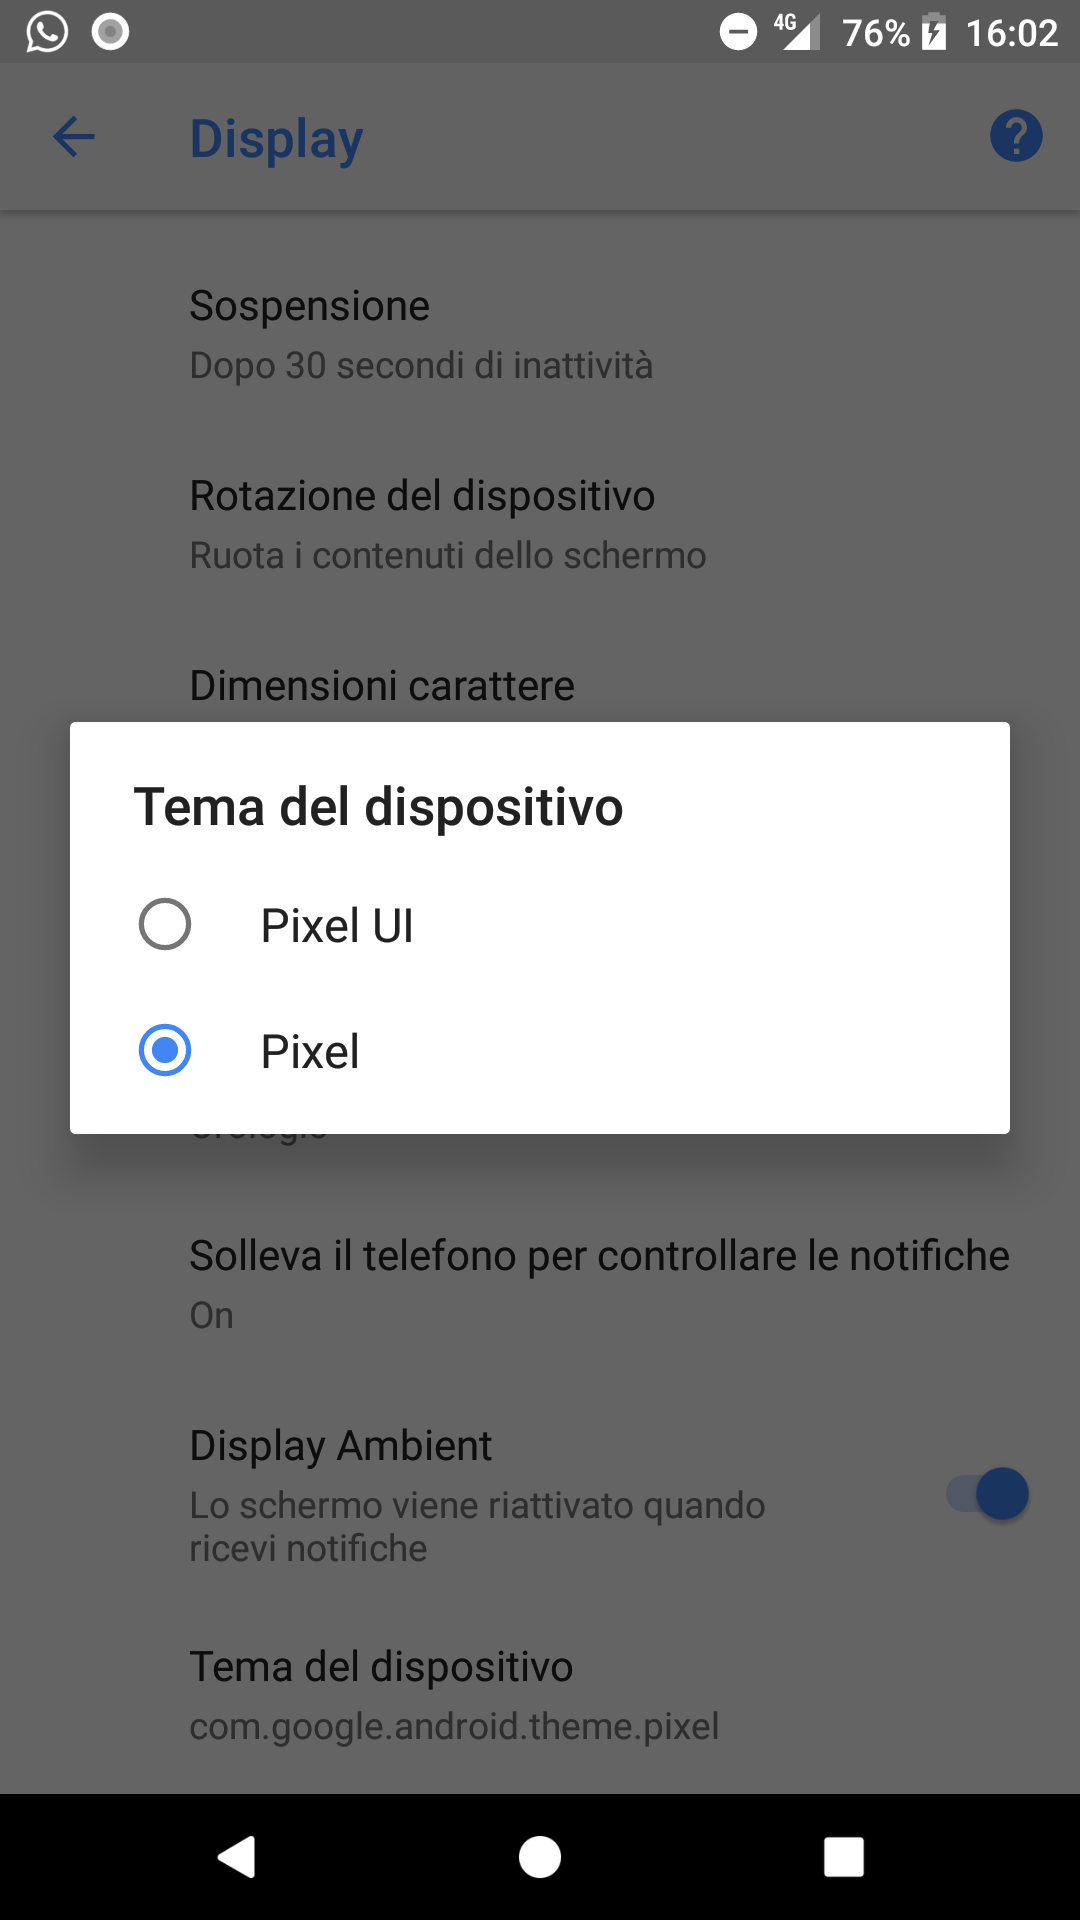 4G 76% 16:02
Display
Sospensione
Dopo 30 secondi di inattività
Rotazione del dispositivo
Ruota i contenuti dello schermo
Dimensioni carattere
Tema del dispositivo
Pixel UI
Pixel
Solleva il telefono per controllare le notifiche
On
Display Ambient
Lo schermo viene riattivato quando
ricevi notifiche
Tema del dispositivo
com.google.android.theme.pixel